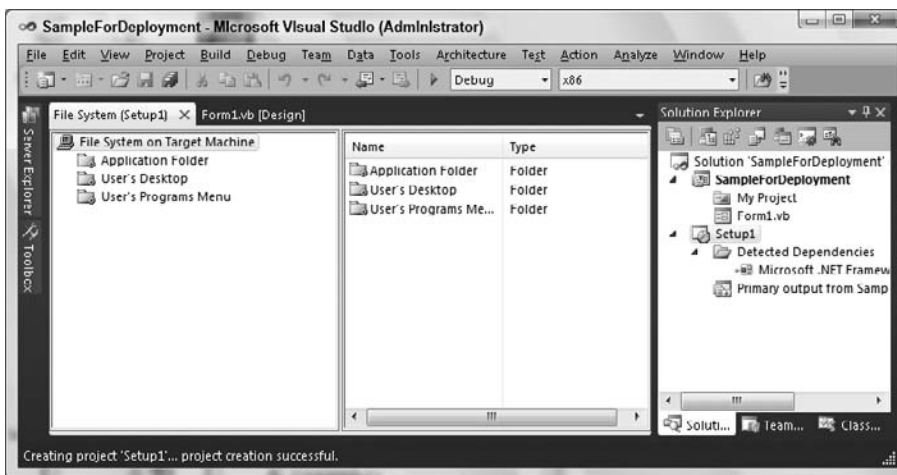 SampleForDeployment - Microsoft Visual Studio (Administrator)
File Edit View Project Build Debug Team Data Tools Architecture Test Action Analyze Window Help
Debug x86
File System (Setup1) Form1.vb [Design]
Server Explorer
Toolbox
File System on Target Machine
Application Folder
User's Desktop
User's Programs Menu
Name Type
Application Folder Folder
User's Desktop Folder
User's Programs Me... Folder
Solution Explorer
Solution 'SampleForDeployment'
SampleForDeployment
My Project
Form1.vb
Setup1
Detected Dependencies
Microsoft .NET Framew
Primary output from Samp
Soluti... Team... Class...
Creating project 'Setup1'... project creation successful.